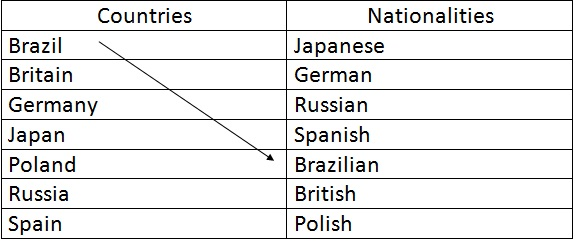 Countries Nationalities
Brazil Japanese
Britain German
Germany Russian
Japan Spanish
Poland Brazilian
Russia British
Spain Polish